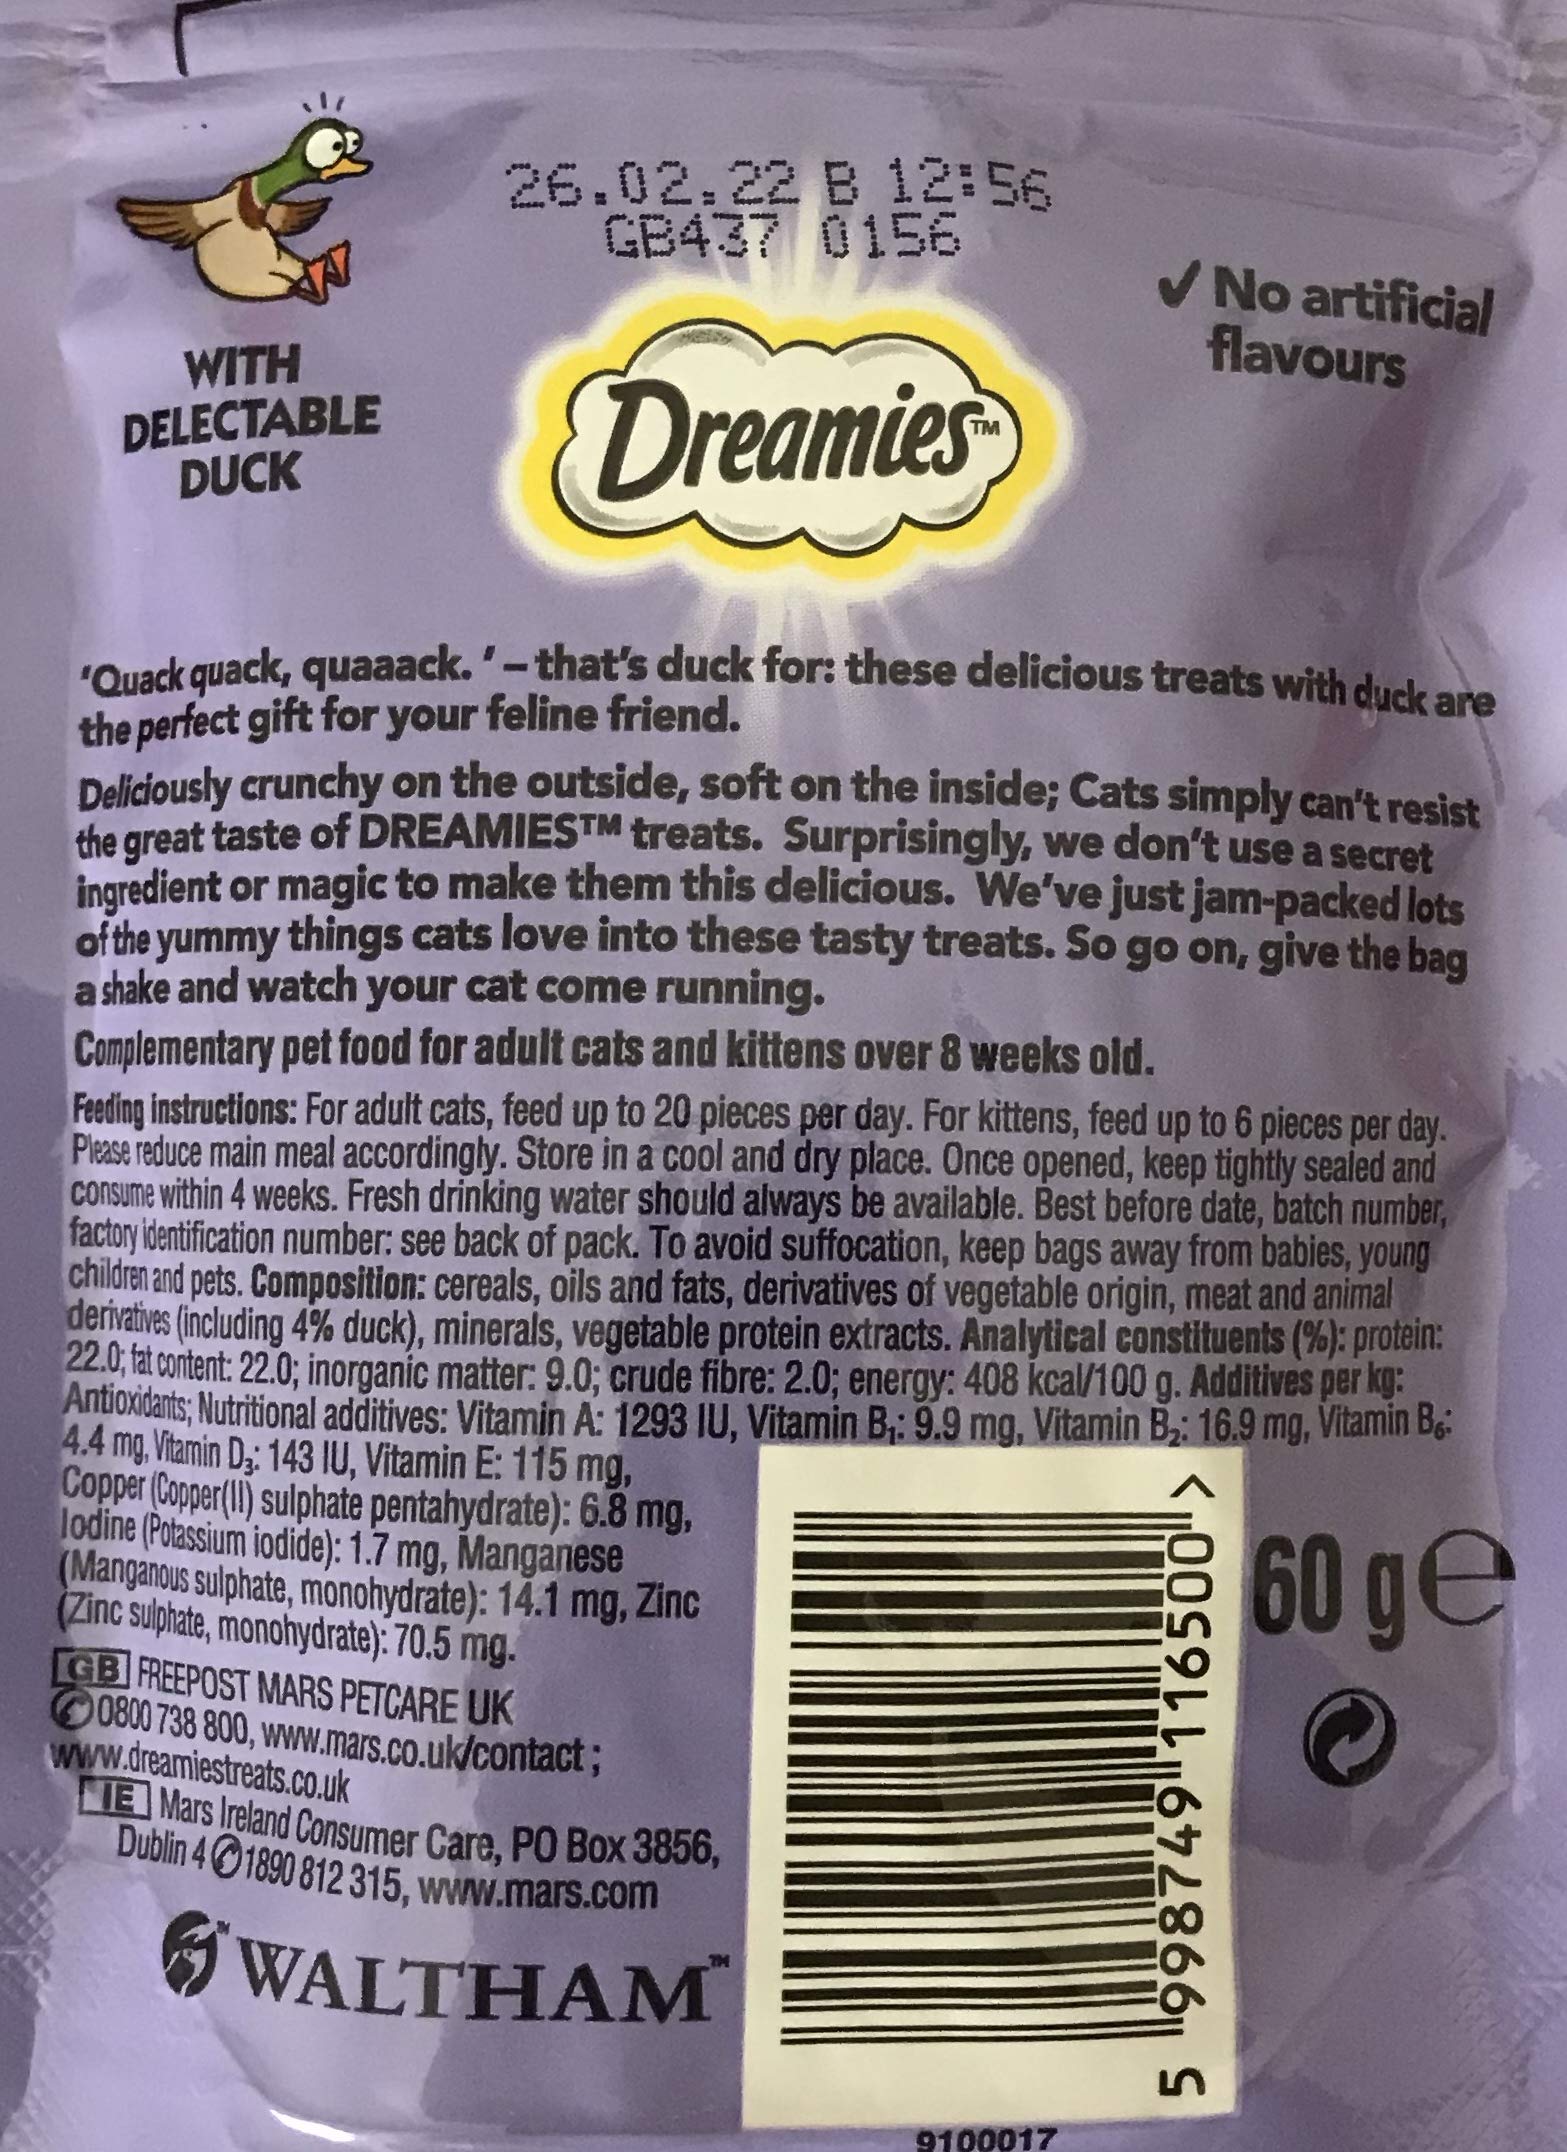 26.02.22 B 12:56
GB437 0156
✓ No artificial
flavours
WITH
DELECTABLE
DUCK
Dreamies™
'Quack quack, quaaack. ' – that's duck for: these delicious treats with duck are
the perfect gift for your feline friend.
Deliciously crunchy on the outside, soft on the inside; Cats simply can't resist
the great taste of DREAMIES™ treats. Surprisingly, we don't use a secret
ingredient or magic to make them this delicious. We've just jam-packed lots
of the yummy things cats love into these tasty treats. So go on, give the bag
a shake and watch your cat come running.
Complementary pet food for adult cats and kittens over 8 weeks old.
Feeding instructions: For adult cats, feed up to 20 pieces per day. For kittens, feed up to 6 pieces per day.
Please reduce main meal accordingly. Store in a cool and dry place. Once opened, keep tightly sealed and
consume within 4 weeks. Fresh drinking water should always be available. Best before date, batch number,
factory identification number: see back of pack. To avoid suffocation, keep bags away from babies, young
children and pets. Composition: cereals, oils and fats, derivatives of vegetable origin, meat and animal
derivatives (including 4% duck), minerals, vegetable protein extracts. Analytical constituents (%): protein:
22.0; fat content: 22.0; inorganic matter: 9.0; crude fibre: 2.0; energy: 408 kcal/100 g. Additives per kg:
Antioxidants; Nutritional additives: Vitamin A: 1293 IU, Vitamin B₁: 9.9 mg, Vitamin B₂: 16.9 mg, Vitamin B₆:
4.4 mg, Vitamin D₃: 143 IU, Vitamin E: 115 mg,
Copper (Copper(II) sulphate pentahydrate): 6.8 mg,
Iodine (Potassium iodide): 1.7 mg, Manganese
(Manganous sulphate, monohydrate): 14.1 mg, Zinc
(Zinc sulphate, monohydrate): 70.5 mg.
GB FREEPOST MARS PETCARE UK
0800 738 800, www.mars.co.uk/contact ;
www.dreamiestreats.co.uk
IE Mars Ireland Consumer Care, PO Box 3856,
Dublin 4 1890 812 315, www.mars.com
WALTHAM™
5 998749 116500 >
60 g e
9100017